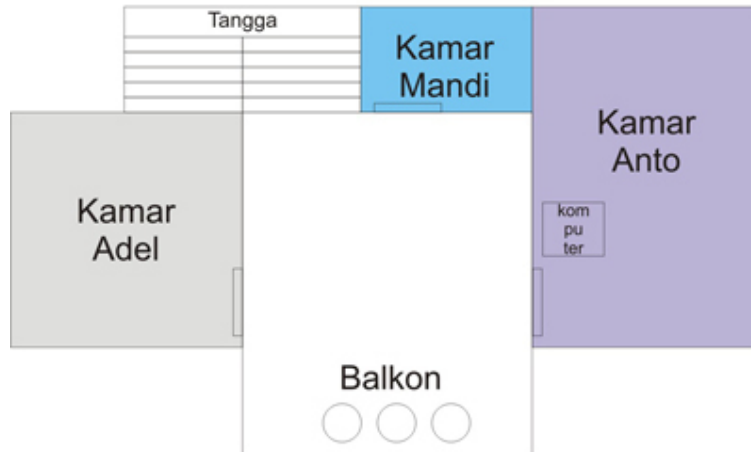 Tangga
Kamar
Mandi
Kamar
Anto
Kamar
Adel
kom
pu
ter
Balkon